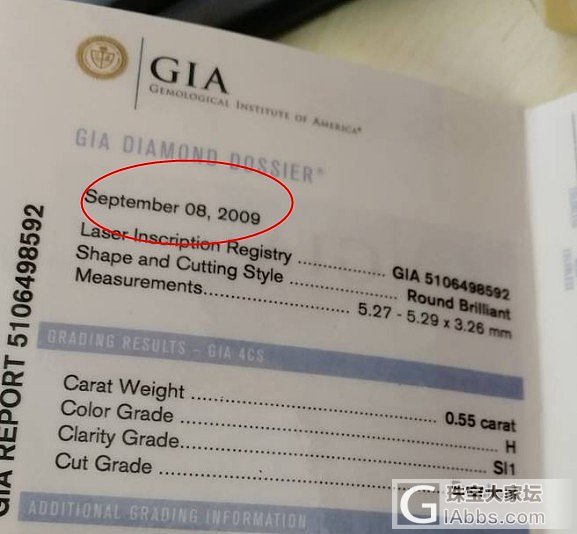 GIA
GEMOLOGICAL INSTITUTE OF AMERICA®
GIA DIAMOND DOSSIER®
September 08, 2009
Laser Inscription Registry ................ GIA 5106498592
Shape and Cutting Style ................ Round Brilliant
Measurements ................ 5.27 - 5.29 x 3.26 mm
GRADING RESULTS - GIA 4CS
Carat Weight ................ 0.55 carat
Color Grade ................ H
Clarity Grade ................ SI1
Cut Grade ................
ADDITIONAL GRADING INFORMATION
GIA REPORT 5106498592
珠宝大家坛
GIAbbs.com